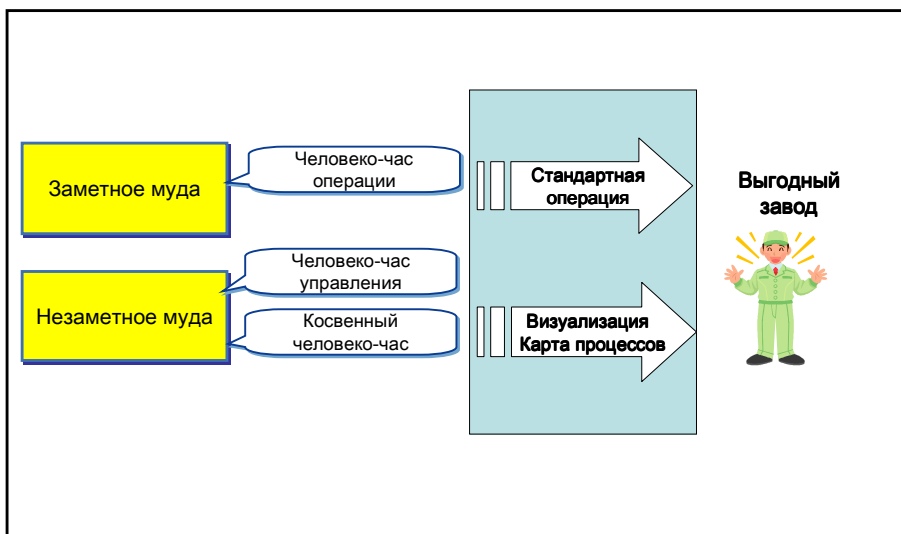 Заметное муда
Человеко-час
операции
Стандартная
операция
Выгодный
завод
Незаметное муда
Человеко-час
управления
Косвенный
человеко-час
Визуализация
Карта процессов